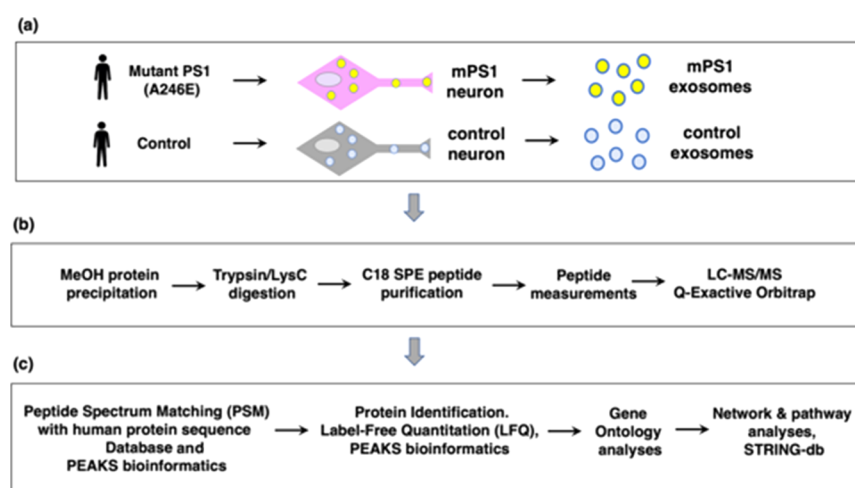 (a)
Mutant PS1
(A246E)
mPS1
neuron
mPS1
exosomes
Control
control
neuron
control
exosomes
(b)
MeOH protein
precipitation
Trypsin/LysC
digestion
C18 SPE peptide
purification
Peptide
measurements
LC-MS/MS
Q-Exactive Orbitrap
(c)
Peptide Spectrum Matching (PSM)
with human protein sequence
Database and
PEAKS bioinformatics
Protein Identification.
Label-Free Quantitation (LFQ),
PEAKS bioinformatics
Gene
Ontology
analyses
Network & pathway
analyses,
STRING-db